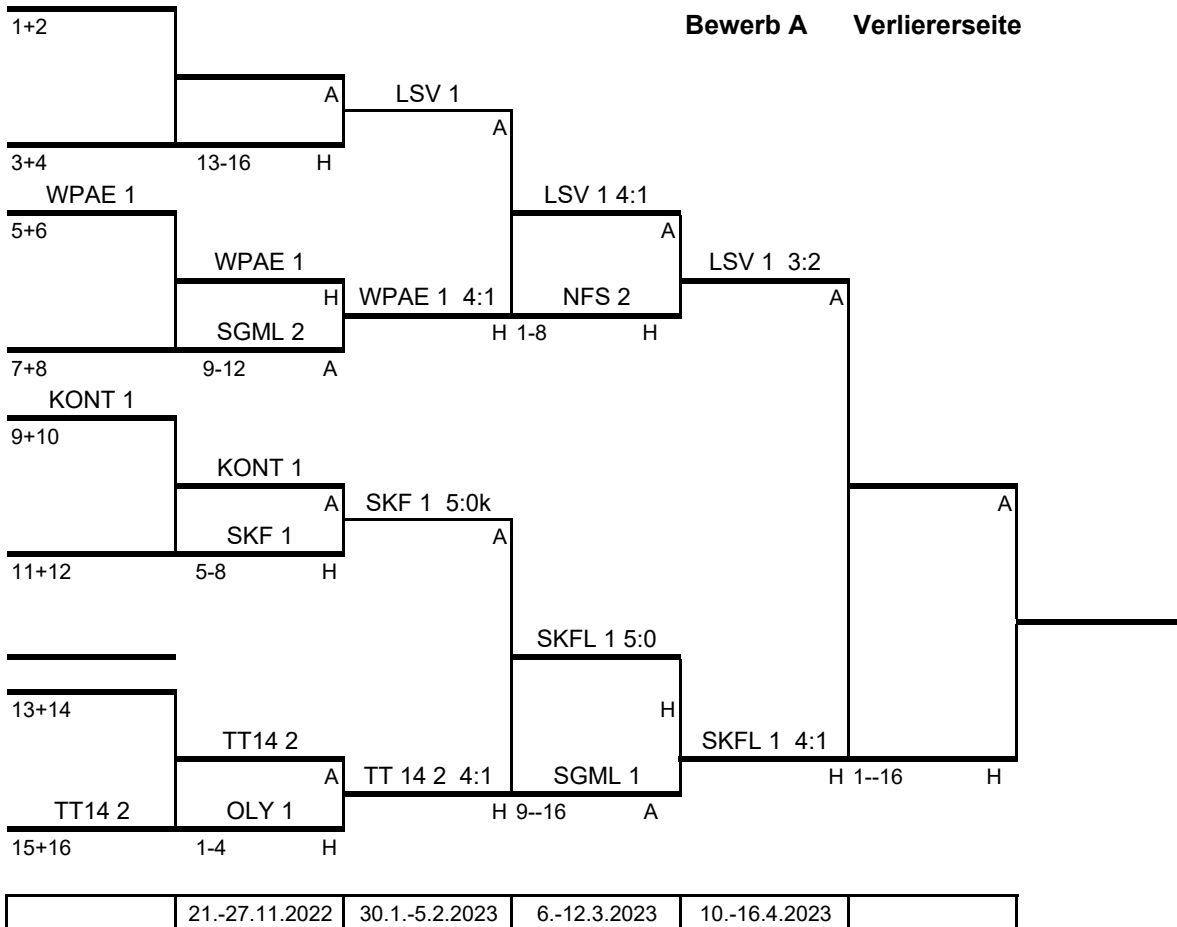 1+2
Bewerb A Verliererseite
A LSV 1
A
3+4 13-16 H
WPAE 1 LSV 1 4:1
5+6 A
WPAE 1 LSV 1 3:2
H WPAE 1 4:1 NFS 2 A
SGML 2 H 1-8 H
7+8 9-12 A
KONT 1
9+10
KONT 1
A SKF 1 5:0k A
SKF 1 A
11+12 5-8 H
SKFL 1 5:0
13+14 H
TT14 2 SKFL 1 4:1
A TT 14 2 4:1 SGML 1 H 1--16 H
TT14 2 OLY 1 H 9--16 A
15+16 1-4 H
21.-27.11.2022 30.1.-5.2.2023 6.-12.3.2023 10.-16.4.2023